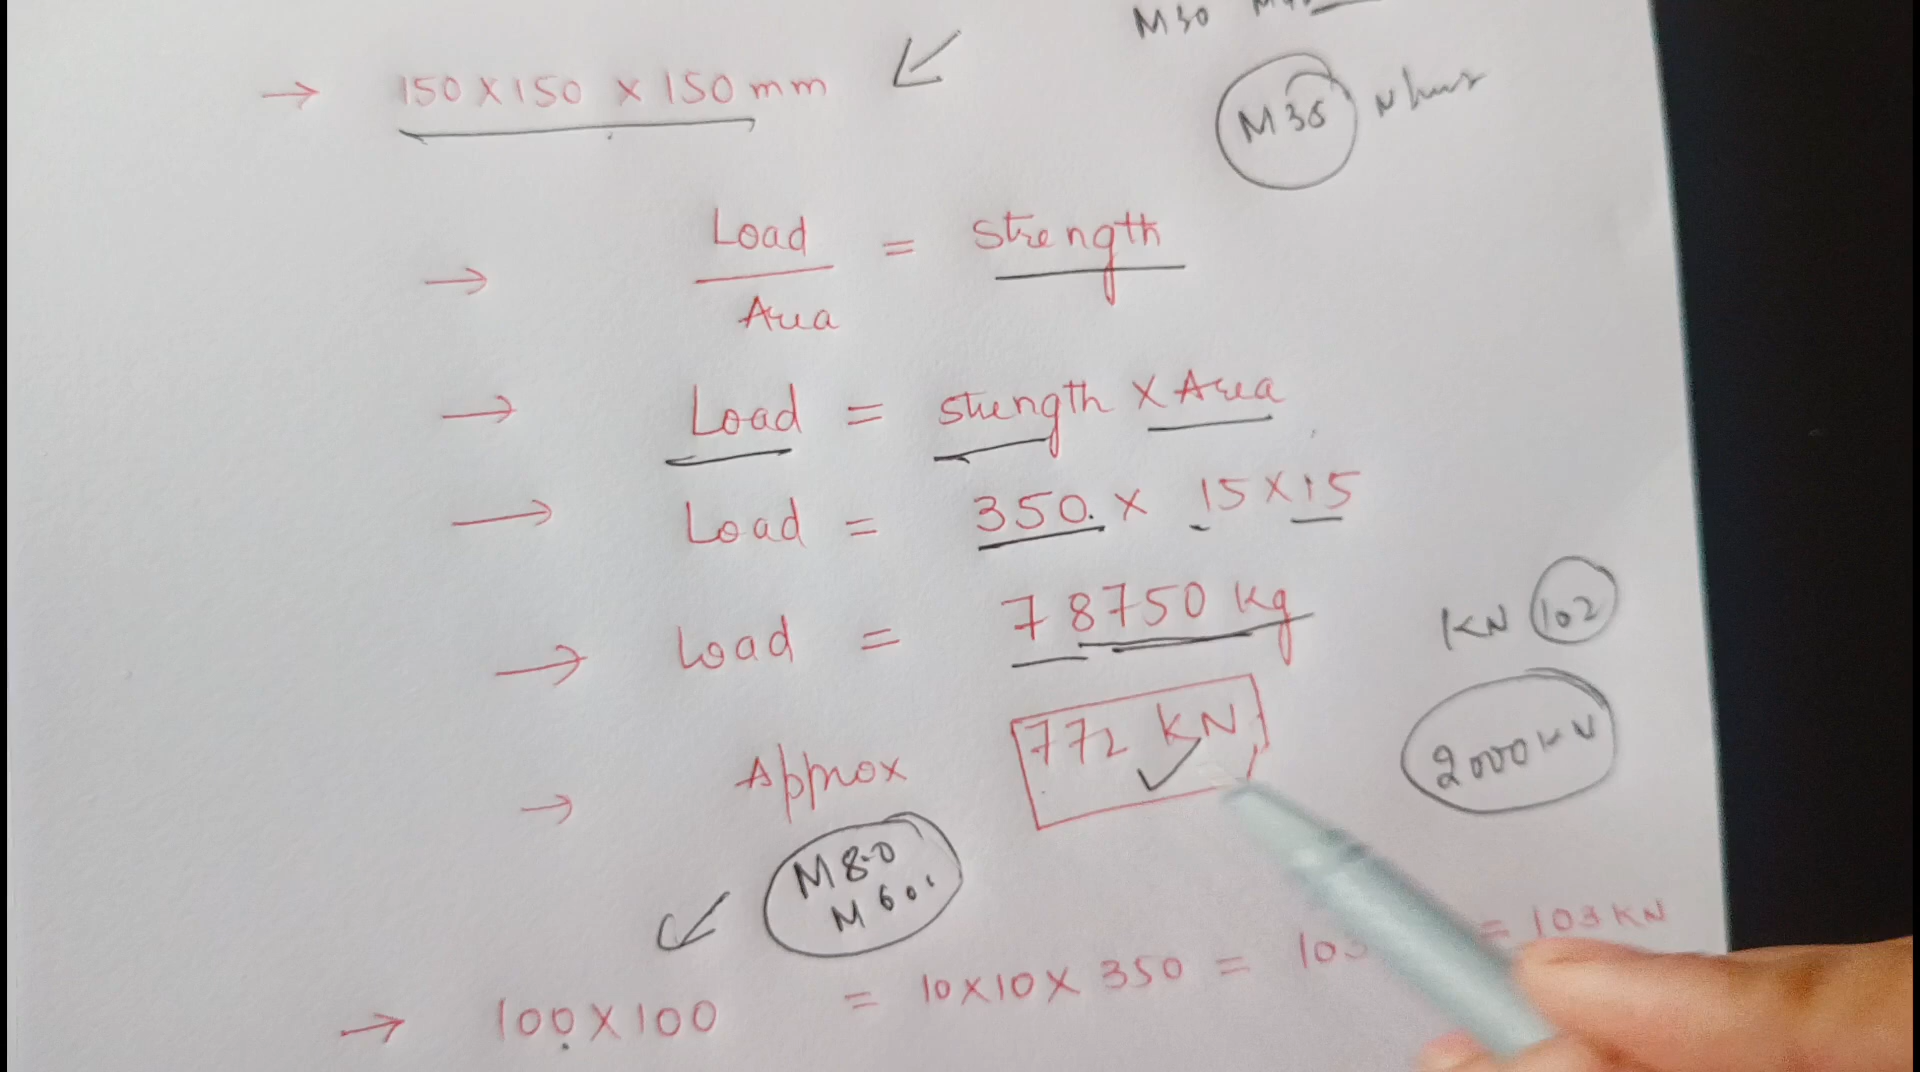 M30
→ 150 X 150 X 150 mm
M35 N/mm²
→ Load / Area = strength
→ Load = strength X Area
→ Load = 350. X 15 X 15
→ Load = 78750 kg
KN 102
→ Approx 772 KN
2000 KN
M80
M60
→ 100 X 100 = 10 X 10 X 350 = = 103 KN